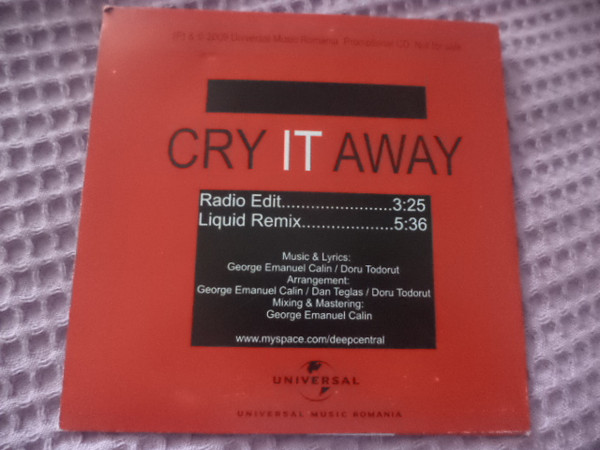 (P) & © 2009 Universal Music Romania. Promotional CD. Not for sale
CRY IT AWAY
Radio Edit.......................3:25
Liquid Remix...................5:36
Music & Lyrics:
George Emanuel Calin / Doru Todorut
Arrangement:
George Emanuel Calin / Dan Teglas / Doru Todorut
Mixing & Mastering:
George Emanuel Calin
www.myspace.com/deepcentral
UNIVERSAL
UNIVERSAL MUSIC ROMANIA